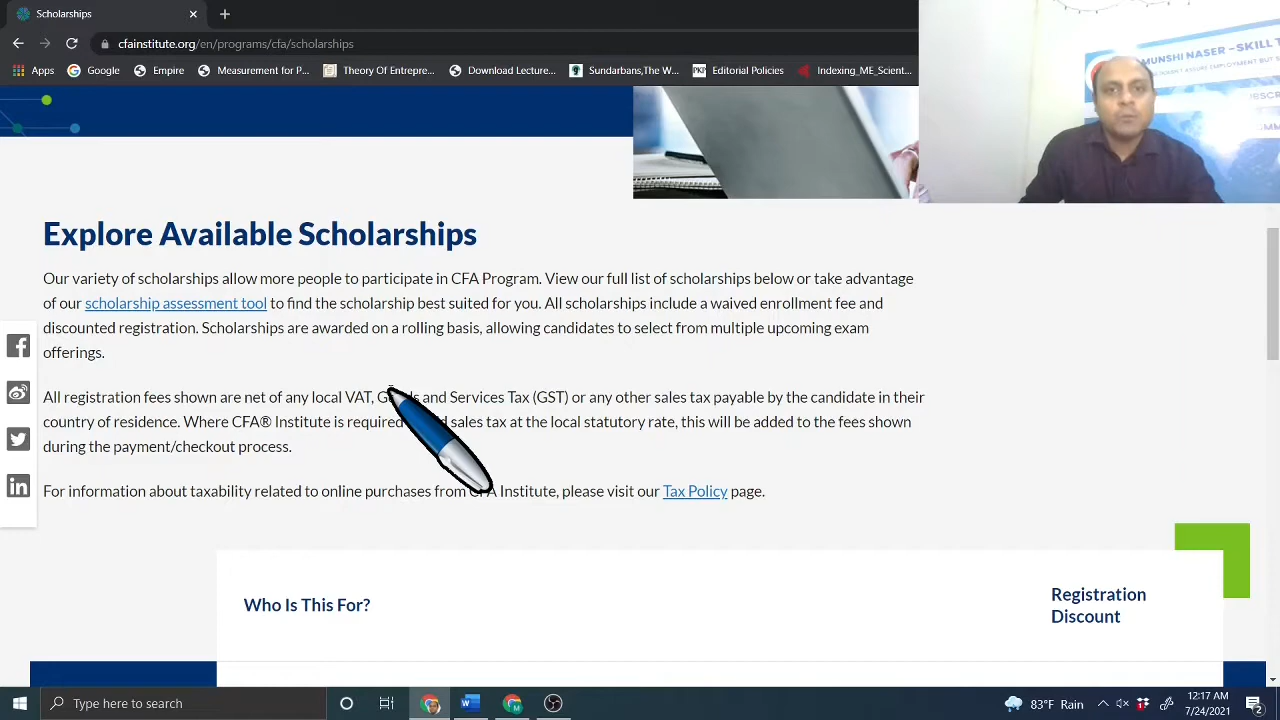 Scholarships
cfainstitute.org/en/programs/cfa/scholarships
Apps
Google
Empire
Measurement for P...
Theory Of Entrepre...
Editorial
MUNSHI NASER -SKILL T
Explore Available Scholarships
Our variety of scholarships allow more people to participate in CFA Program. View our full list of scholarships below or take advantage
of our scholarship assessment tool to find the scholarship best suited for you. All scholarships include a waived enrollment fee and
discounted registration. Scholarships are awarded on a rolling basis, allowing candidates to select from multiple upcoming exam
offerings.
All registration fees shown are net of any local VAT, Goods and Services Tax (GST) or any other sales tax payable by the candidate in their
country of residence. Where CFA® Institute is required sales tax at the local statutory rate, this will be added to the fees shown
during the payment/checkout process.
For information about taxability related to online purchases from CFA Institute, please visit our Tax Policy page.
Who Is This For?
Registration
Discount
Type here to search
83°F Rain
12:17 AM
7/24/2021
2